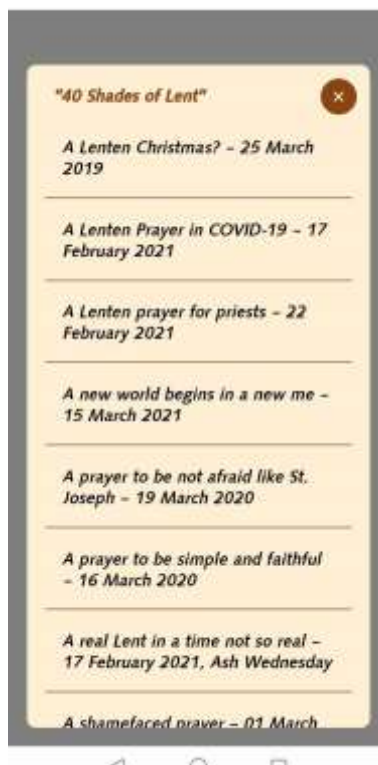 "40 Shades of Lent"
A Lenten Christmas? – 25 March
2019
A Lenten Prayer in COVID-19 – 17
February 2021
A Lenten prayer for priests – 22
February 2021
A new world begins in a new me –
15 March 2021
A prayer to be not afraid like St.
Joseph – 19 March 2020
A prayer to be simple and faithful
– 16 March 2020
A real Lent in a time not so real –
17 February 2021, Ash Wednesday
A shamefaced prayer – 01 March